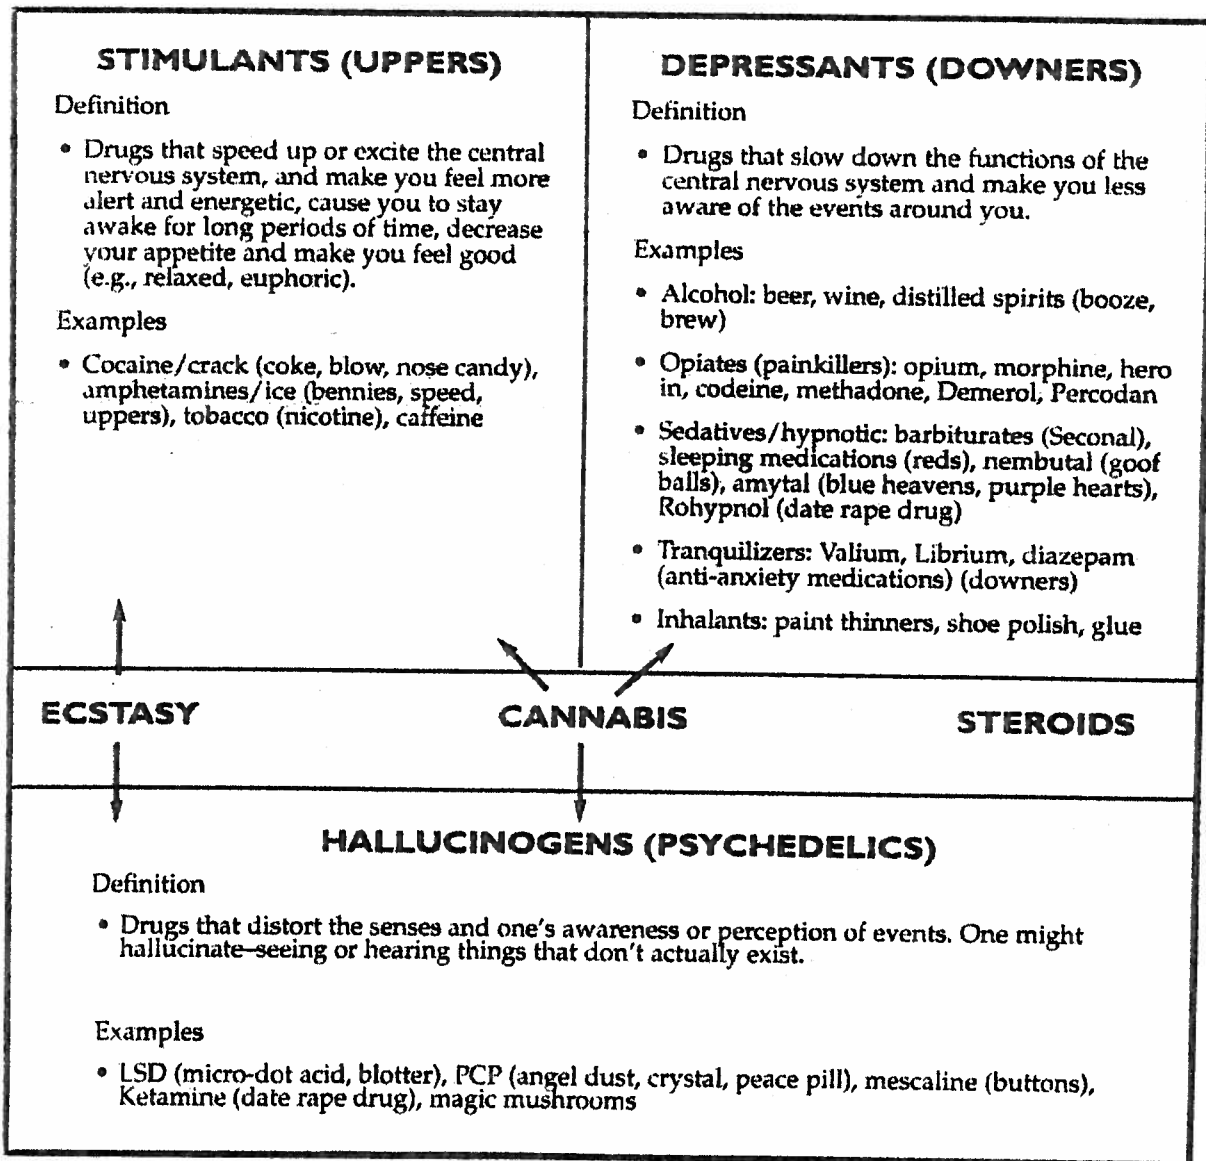 STIMULANTS (UPPERS)
Definition
• Drugs that speed up or excite the central
nervous system, and make you feel more
alert and energetic, cause you to stay
awake for long periods of time, decrease
your appetite and make you feel good
(e.g., relaxed, euphoric).
Examples
• Cocaine/crack (coke, blow, nose candy),
amphetamines/ice (bennies, speed,
uppers), tobacco (nicotine), caffeine
DEPRESSANTS (DOWNERS)
Definition
• Drugs that slow down the functions of the
central nervous system and make you less
aware of the events around you.
Examples
• Alcohol: beer, wine, distilled spirits (booze,
brew)
• Opiates (painkillers): opium, morphine, hero
in, codeine, methadone, Demerol, Percodan
• Sedatives/hypnotic: barbiturates (Seconal),
sleeping medications (reds), nembutal (goof
balls), amytal (blue heavens, purple hearts),
Rohypnol (date rape drug)
• Tranquilizers: Valium, Librium, diazepam
(anti-anxiety medications) (downers)
• Inhalants: paint thinners, shoe polish, glue
ECSTASY
CANNABIS
STEROIDS
HALLUCINOGENS (PSYCHEDELICS)
Definition
• Drugs that distort the senses and one's awareness or perception of events. One might
hallucinate–seeing or hearing things that don't actually exist.
Examples
• LSD (micro-dot acid, blotter), PCP (angel dust, crystal, peace pill), mescaline (buttons),
Ketamine (date rape drug), magic mushrooms